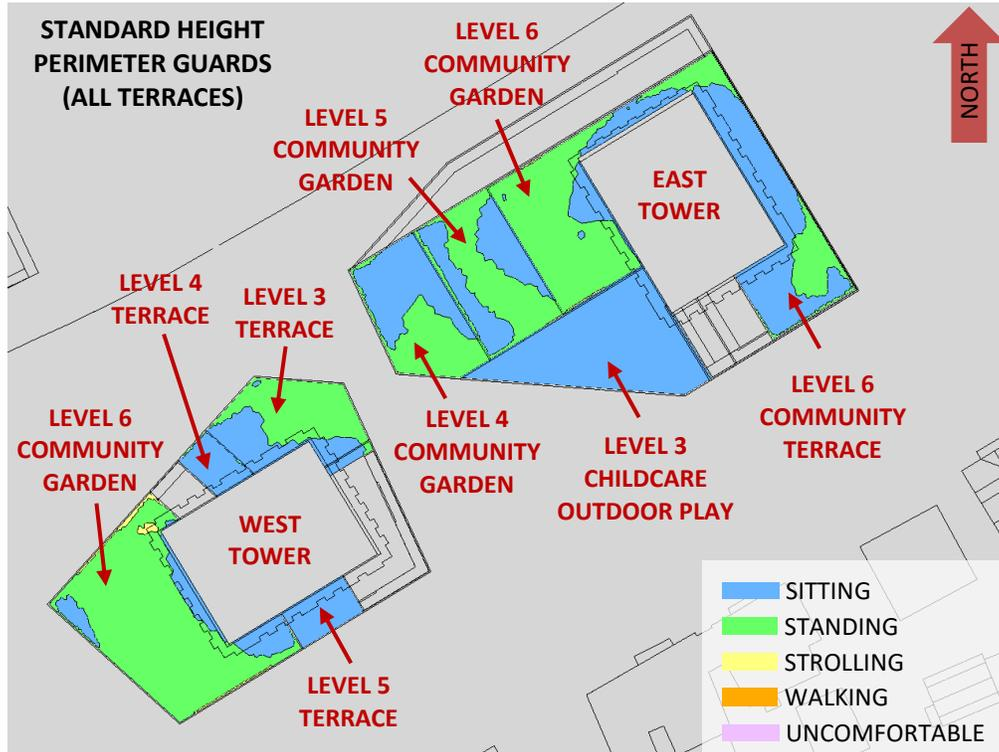 STANDARD HEIGHT
PERIMETER GUARDS
(ALL TERRACES)
LEVEL 6
COMMUNITY
GARDEN
NORTH
LEVEL 5
COMMUNITY
GARDEN
EAST
TOWER
LEVEL 4
TERRACE
LEVEL 3
TERRACE
LEVEL 6
COMMUNITY
GARDEN
LEVEL 4
COMMUNITY
GARDEN
LEVEL 3
CHILDCARE
OUTDOOR PLAY
LEVEL 6
COMMUNITY
TERRACE
WEST
TOWER
LEVEL 5
TERRACE
SITTING
STANDING
STROLLING
WALKING
UNCOMFORTABLE